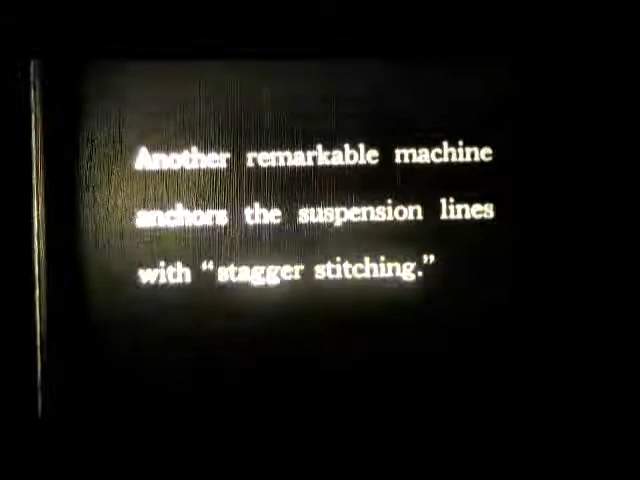 Another remarkable machine
anchors the suspension lines
with “stagger stitching.”